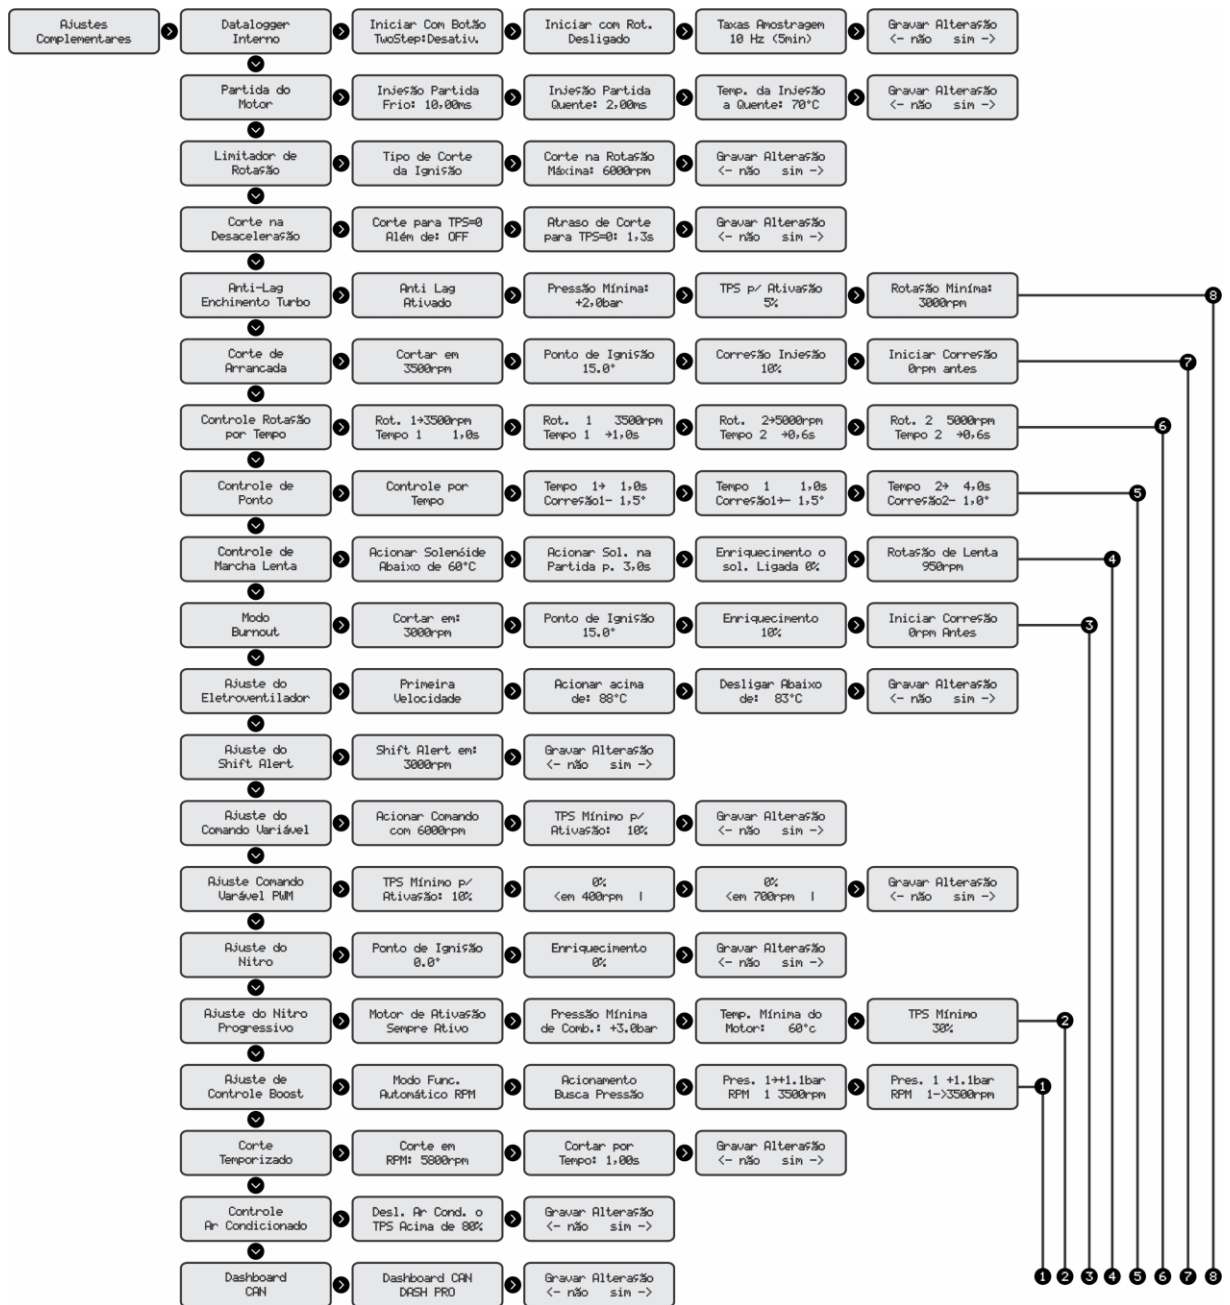 Ajustes
Complementares
Datalogger
Interno
Iniciar Com Botão
TwoStep:Desativ.
Iniciar com Rot.
Desligado
Taxas Amostragem
10 Hz (5min)
Gravar Alteração
<- não sim ->
Partida do
Motor
Injeção Partida
Frio: 10,00ms
Injeção Partida
Quente: 2,00ms
Temp. da Injeção
a Quente: 70°C
Gravar Alteração
<- não sim ->
Limitador de
Rotação
Tipo de Corte
da Ignição
Corte na Rotação
Máxima: 6000rpm
Gravar Alteração
<- não sim ->
Corte na
Desaceleração
Corte para TPS=0
Além de: OFF
Atraso de Corte
para TPS=0: 1,3s
Gravar Alteração
<- não sim ->
Anti-Lag
Enchimento Turbo
Anti Lag
Ativado
Pressão Mínima:
+2,0bar
TPS p/ Ativação
5%
Rotação Miníma:
3000rpm
8
Corte de
Arrancada
Cortar em
3500rpm
Ponto de Ignição
15.0°
Correção Injeção
10%
Iniciar Correção
0rpm antes
7
Controle Rotação
por Tempo
Rot. 1→3500rpm
Tempo 1 1,0s
Rot. 1 3500rpm
Tempo 1 →1,0s
Rot. 2→5000rpm
Tempo 2 →0,6s
Rot. 2 5000rpm
Tempo 2 →0,6s
6
Controle de
Ponto
Controle por
Tempo
Tempo 1→ 1,0s
Correção1- 1,5°
Tempo 1 1,0s
Correção1→- 1,5°
Tempo 2→ 4,0s
Correção2- 1,0°
5
Controle de
Marcha Lenta
Acionar Solenóide
Abaixo de 60°C
Acionar Sol. na
Partida p. 3,0s
Enriquecimento o
sol. Ligada 0%
Rotação de Lenta
950rpm
4
Modo
Burnout
Cortar em:
3000rpm
Ponto de Ignição
15.0°
Enriquecimento
10%
Iniciar Correção
0rpm Antes
3
Ajuste do
Eletroventilador
Primeira
Velocidade
Acionar acima
de: 88°C
Desligar Abaixo
de: 83°C
Gravar Alteração
<- não sim ->
Ajuste do
Shift Alert
Shift Alert em:
3000rpm
Gravar Alteração
<- não sim ->
Ajuste do
Comando Variável
Acionar Comando
com 6000rpm
TPS Mínimo p/
Ativação: 10%
Gravar Alteração
<- não sim ->
Ajuste Comando
Varável PWM
TPS Mínimo p/
Ativação: 10%
0%
<em 400rpm |
0%
<em 700rpm |
Gravar Alteração
<- não sim ->
Ajuste do
Nitro
Ponto de Ignição
0.0°
Enriquecimento
0%
Gravar Alteração
<- não sim ->
Ajuste do Nitro
Progressivo
Motor de Ativação
Sempre Ativo
Pressão Mínima
de Comb.: +3.0bar
Temp. Mínima do
Motor: 60°c
TPS Mínimo
30%
2
Ajuste de
Controle Boost
Modo Func.
Automático RPM
Acionamento
Busca Pressão
Pres. 1→+1.1bar
RPM 1 3500rpm
Pres. 1 +1.1bar
RPM 1->3500rpm
1
Corte
Temporizado
Corte em
RPM: 5800rpm
Cortar por
Tempo: 1,00s
Gravar Alteração
<- não sim ->
Controle
Ar Condicionado
Desl. Ar Cond. o
TPS Acima de 80%
Gravar Alteração
<- não sim ->
Dashboard
CAN
Dashboard CAN
DASH PRO
Gravar Alteração
<- não sim ->
1 2 3 4 5 6 7 8